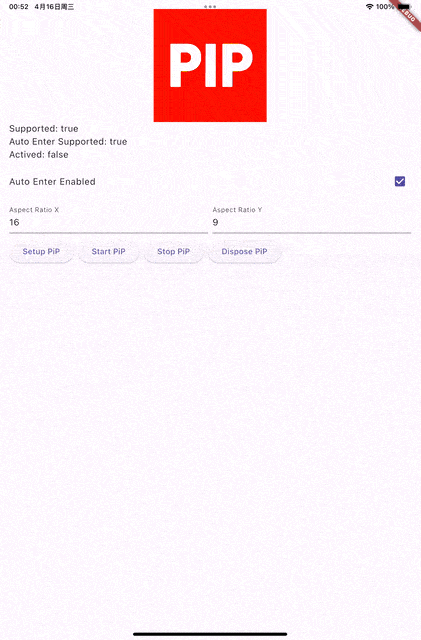 00:52 4月16日周三
100%
DEBUG
PIP
Supported: true
Auto Enter Supported: true
Actived: false
Auto Enter Enabled
Aspect Ratio X Aspect Ratio Y
16 9
Setup PiP Start PiP Stop PiP Dispose PiP